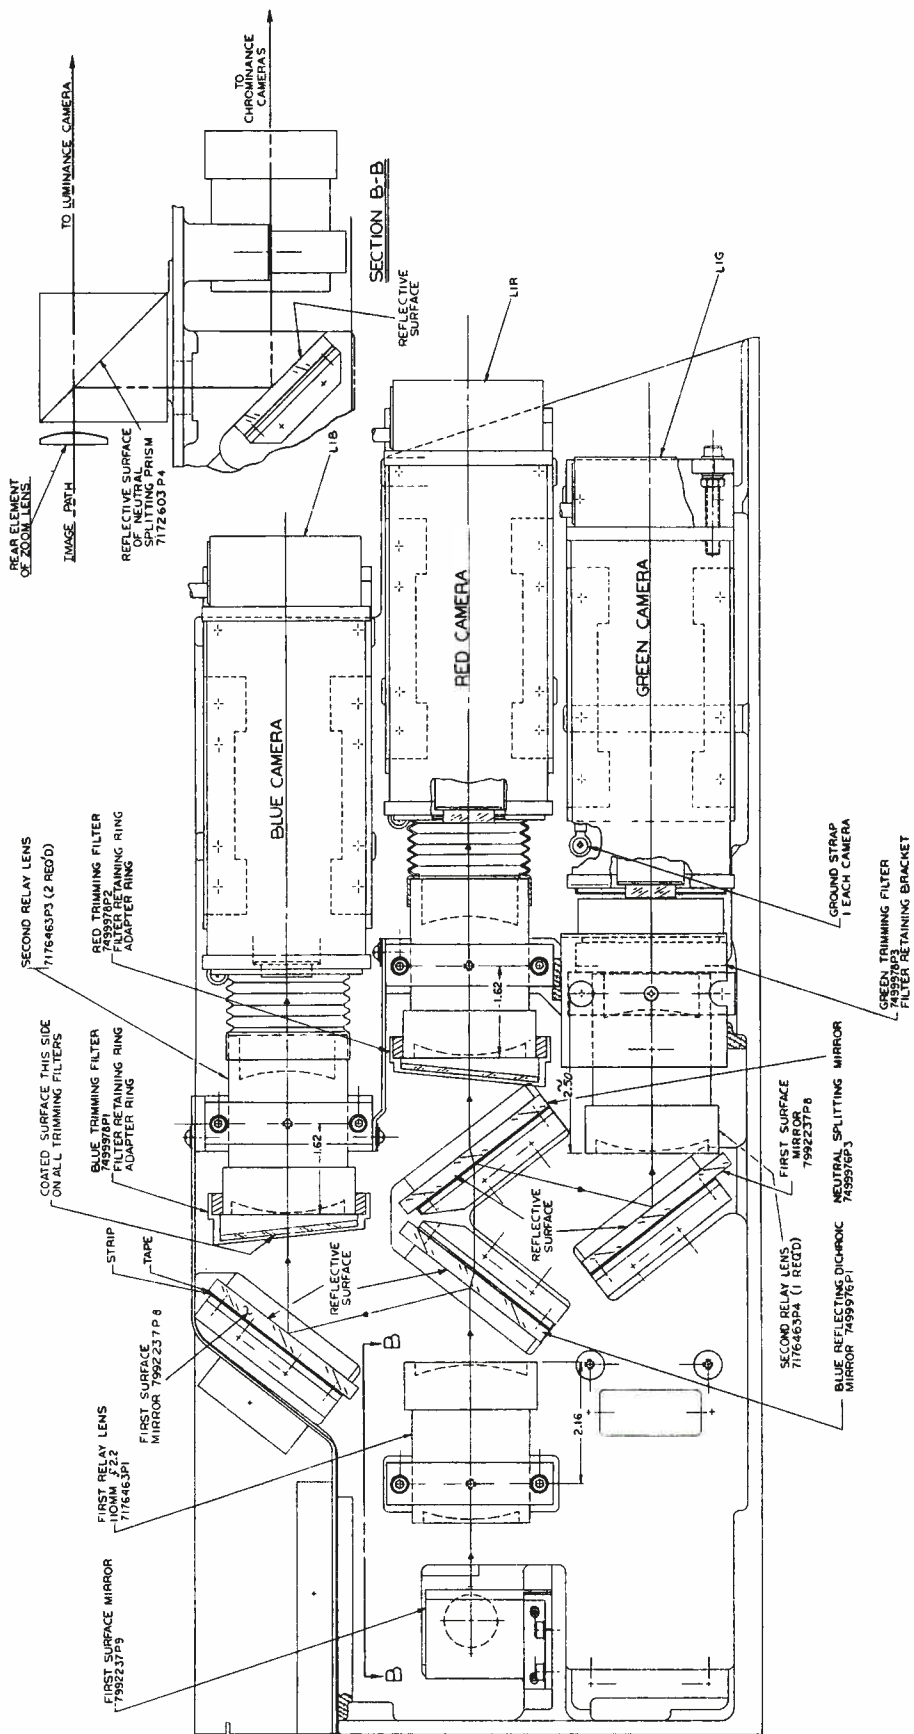 REAR ELEMENT
OF ZOOM LENS
IMAGE PATH
REFLECTIVE SURFACE
OF NEUTRAL
SPLITTING PRISM
7172603 P4
TO LUMINANCE CAMERA
TO
CHROMINANCE
CAMERAS
REFLECTIVE
SURFACE
SECTION B-B
FIRST SURFACE MIRROR
7992237P9
FIRST RELAY LENS
110MM f2.2
7176463P1
FIRST SURFACE
MIRROR 7992237P8
TAPE
STRIP
COATED SURFACE THIS SIDE
ON ALL TRIMMING FILTERS
BLUE TRIMMING FILTER
7499978P1
FILTER RETAINING RING
ADAPTER RING
SECOND RELAY LENS
7176463P3 (2 REQ'D)
RED TRIMMING FILTER
7499978P2
FILTER RETAINING RING
ADAPTER RING
L1B
L1R
L1G
BLUE CAMERA
RED CAMERA
GREEN CAMERA
REFLECTIVE
SURFACE
REFLECTIVE
SURFACE
1.62
1.62
2.50
2.16
B
B
BLUE REFLECTING DICHROIC
MIRROR 7499976P1
SECOND RELAY LENS
7176463P4 (1 REQ'D)
FIRST SURFACE
MIRROR
7992237P8
NEUTRAL SPLITTING MIRROR
7499976P3
GREEN TRIMMING FILTER
7499978P3
FILTER RETAINING BRACKET
GROUND STRAP
1 EACH CAMERA